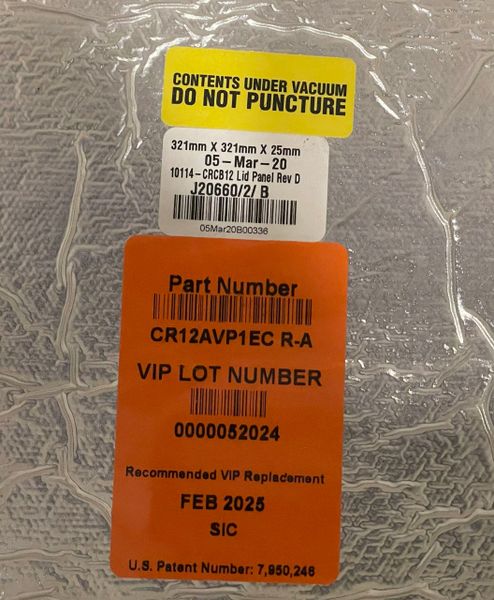 CONTENTS UNDER VACUUM
DO NOT PUNCTURE
321mm X 321mm X 25mm
05-Mar-20
10114-CRCB12 Lid Panel Rev D
J20660/2/ B
05Mar20B00336
Part Number
CR12AVP1EC R-A
VIP LOT NUMBER
0000052024
Recommended VIP Replacement
FEB 2025
SIC
U.S. Patent Number: 7,950,246